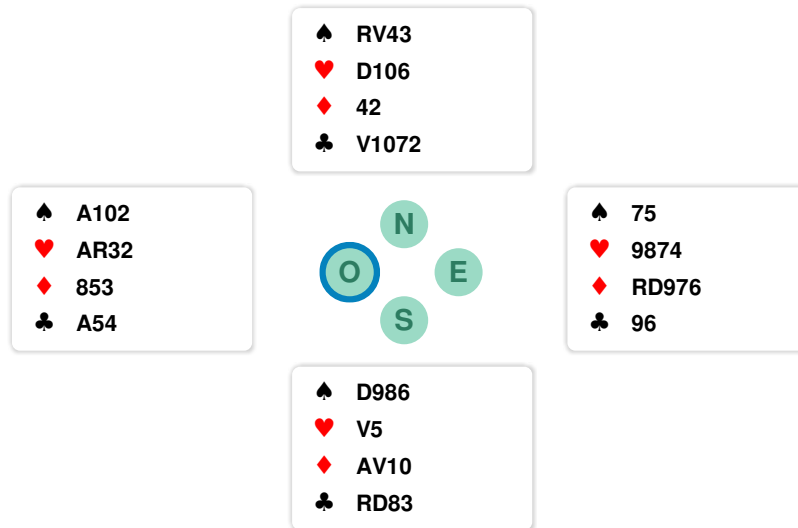 ♠ RV43
♥ D106
♦ 42
♣ V1072
♠ A102
♥ AR32
♦ 853
♣ A54
N
O E
S
♠ 75
♥ 9874
♦ RD976
♣ 96
♠ D986
♥ V5
♦ AV10
♣ RD83